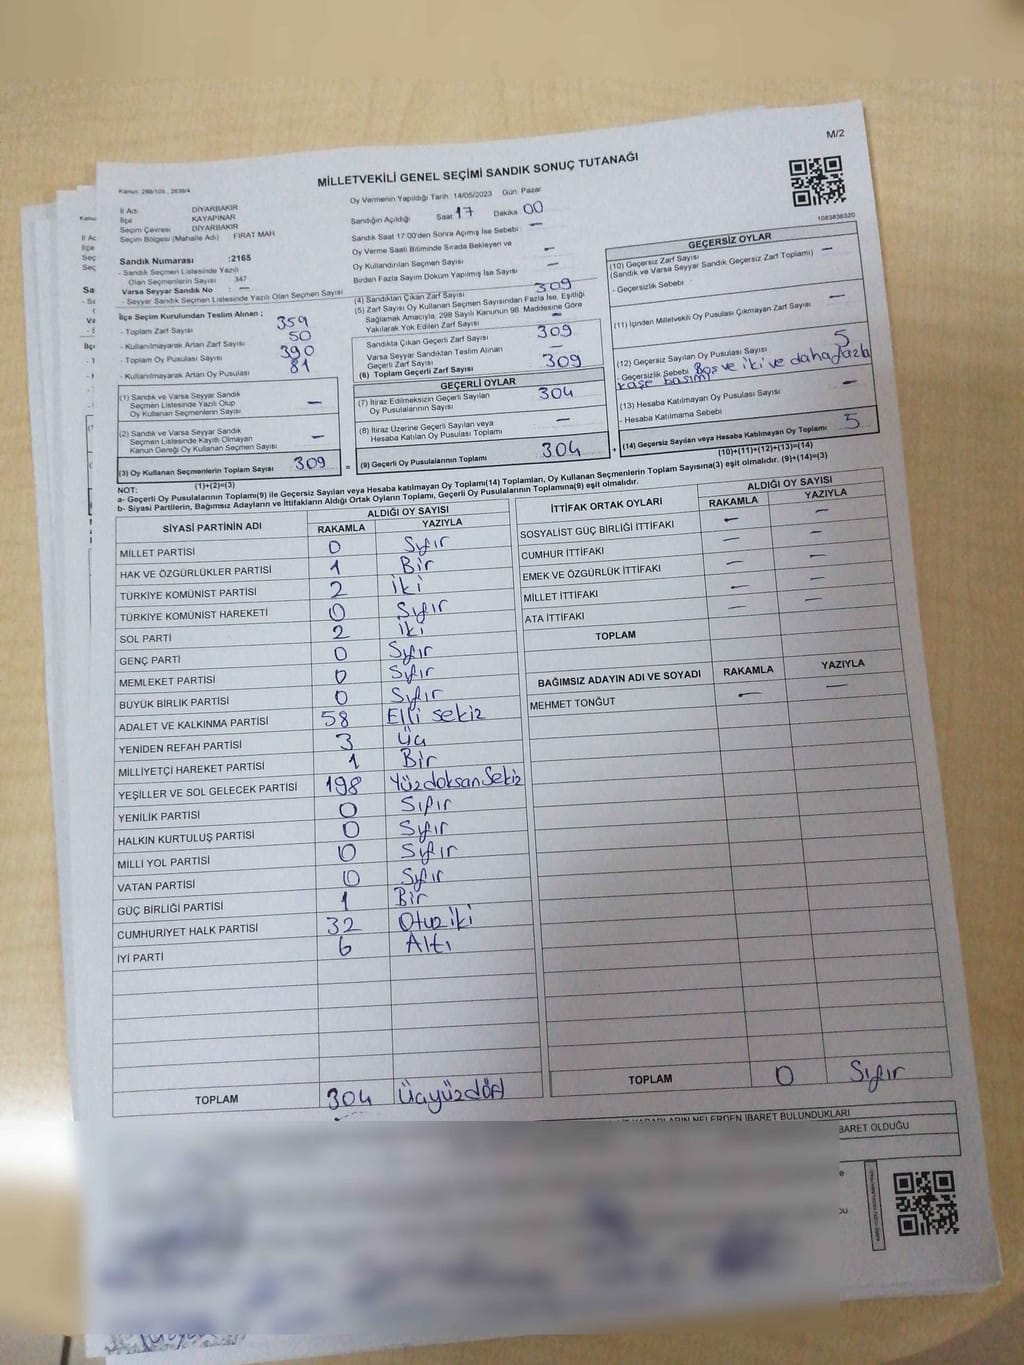 M/2
Kanun: 298/105 , 2839/4
MİLLETVEKİLİ GENEL SEÇİMİ SANDIK SONUÇ TUTANAĞI
1083838320
İl Adı DİYARBAKIR
İlçe KAYAPINAR
Seçim Çevresi DİYARBAKIR
Seçim Bölgesi (Mahalle Adı) FIRAT MAH
Sandık Numarası :2165
- Sandık Seçmen Listesinde Yazılı
Olan Seçmenlerin Sayısı 347
Varsa Seyyar Sandık No : —
- Seyyar Sandık Seçmen Listesinde Yazılı Olan Seçmen Sayısı
İlçe Seçim Kurulundan Teslim Alınan ;
- Toplam Zarf Sayısı 359
- Kullanılmayarak Artan Zarf Sayısı 50
- Toplam Oy Pusulası Sayısı 390
- Kullanılmayarak Artan Oy Pusulası 81
(1) Sandık ve Varsa Seyyar Sandık
Seçmen Listesinde Yazılı Olup
Oy Kullanan Seçmenlerin Sayısı —
(2) Sandık ve Varsa Seyyar Sandık
Seçmen Listesinde Kayıtlı Olmayan
Kanun Gereği Oy Kullanan Seçmen Sayısı —
(3) Oy Kullanan Seçmenlerin Toplam Sayısı 309
(1)+(2)=(3)
Oy Vermenin Yapıldığı Tarih 14/05/2023 Gün Pazar
Sandığın Açıldığı Saat 17 Dakika 00
Sandık Saat 17:00'den Sonra Açılmış İse Sebebi —
Oy Verme Saati Bitiminde Sırada Bekleyen ve
Oy Kullandırılan Seçmen Sayısı —
Birden Fazla Sayım Döküm Yapılmış İse Sayısı —
(4) Sandıktan Çıkan Zarf Sayısı 309
(5) Zarf Sayısı Oy Kullanan Seçmen Sayısından Fazla İse, Eşitliği
Sağlamak Amacıyla, 298 Sayılı Kanunun 98. Maddesine Göre
Yakılarak Yok Edilen Zarf Sayısı —
Sandıkta Çıkan Geçerli Zarf Sayısı 309
Varsa Seyyar Sandıktan Teslim Alınan
Geçerli Zarf Sayısı —
(6) Toplam Geçerli Zarf Sayısı 309
GEÇERLİ OYLAR
(7) İtiraz Edilmeksizin Geçerli Sayılan
Oy Pusulalarının Sayısı 304
(8) İtiraz Üzerine Geçerli Sayılan veya
Hesaba Katılan Oy Pusulası Toplamı —
= (9) Geçerli Oy Pusulalarının Toplamı 304
GEÇERSİZ OYLAR
(10) Geçersiz Zarf Sayısı
(Sandık ve Varsa Seyyar Sandık Geçersiz Zarf Toplamı) —
- Geçersizlik Sebebi
(11) İçinden Milletvekili Oy Pusulası Çıkmayan Zarf Sayısı —
(12) Geçersiz Sayılan Oy Pusulası Sayısı 5
- Geçersizlik Sebebi Boş ve iki ve daha fazla
kaşe basımı
(13) Hesaba Katılmayan Oy Pusulası Sayısı —
- Hesaba Katılmama Sebebi
+ (14) Geçersiz Sayılan veya Hesaba Katılmayan Oy Toplamı 5
(10)+(11)+(12)+(13)=(14)
NOT:
a- Geçerli Oy Pusulalarının Toplamı(9) ile Geçersiz Sayılan veya Hesaba katılmayan Oy Toplamı(14) Toplamları, Oy Kullanan Seçmenlerin Toplam Sayısına(3) eşit olmalıdır. (9)+(14)=(3)
b- Siyasi Partilerin, Bağımsız Adayların ve İttifakların Aldığı Ortak Oyların Toplamı, Geçerli Oy Pusulalarının Toplamına(9) eşit olmalıdır.
SİYASİ PARTİNİN ADI ALDIĞI OY SAYISI
RAKAMLA YAZIYLA
MİLLET PARTİSİ 0 Sıfır
HAK VE ÖZGÜRLÜKLER PARTİSİ 1 Bir
TÜRKİYE KOMÜNİST PARTİSİ 2 İki
TÜRKİYE KOMÜNİST HAREKETİ 0 Sıfır
SOL PARTİ 2 İki
GENÇ PARTİ 0 Sıfır
MEMLEKET PARTİSİ 0 Sıfır
BÜYÜK BİRLİK PARTİSİ 0 Sıfır
ADALET VE KALKINMA PARTİSİ 58 Elli sekiz
YENİDEN REFAH PARTİSİ 3 Üç
MİLLİYETÇİ HAREKET PARTİSİ 1 Bir
YEŞİLLER VE SOL GELECEK PARTİSİ 198 YüzdoksanSekiz
YENİLİK PARTİSİ 0 Sıfır
HALKIN KURTULUŞ PARTİSİ 0 Sıfır
MİLLİ YOL PARTİSİ 0 Sıfır
VATAN PARTİSİ 0 Sıfır
GÜÇ BİRLİĞİ PARTİSİ 1 Bir
CUMHURİYET HALK PARTİSİ 32 Otuz iki
İYİ PARTİ 6 Altı
TOPLAM 304 Üçyüzdört
İTTİFAK ORTAK OYLARI ALDIĞI OY SAYISI
RAKAMLA YAZIYLA
SOSYALİST GÜÇ BİRLİĞİ İTTİFAKI — —
CUMHUR İTTİFAKI — —
EMEK VE ÖZGÜRLÜK İTTİFAKI — —
MİLLET İTTİFAKI — —
ATA İTTİFAKI — —
TOPLAM
BAĞIMSIZ ADAYIN ADI VE SOYADI RAKAMLA YAZIYLA
MEHMET TONĞUT — —
TOPLAM 0 Sıfır
KARARLARIN NELERDEN İBARET BULUNDUKLARI
BARET OLDUĞU